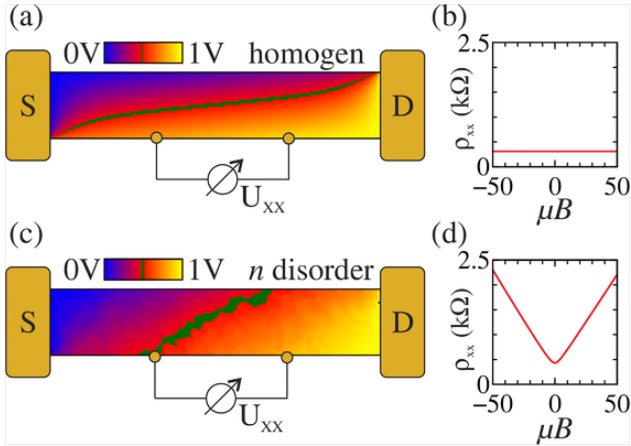 (a)
0V 1V homogen
S D
U_xx
(b)
2.5
ρ_xx (kΩ)
0
−50 0 50
μB
(c)
0V 1V n disorder
S D
U_xx
(d)
2.5
ρ_xx (kΩ)
0
−50 0 50
μB